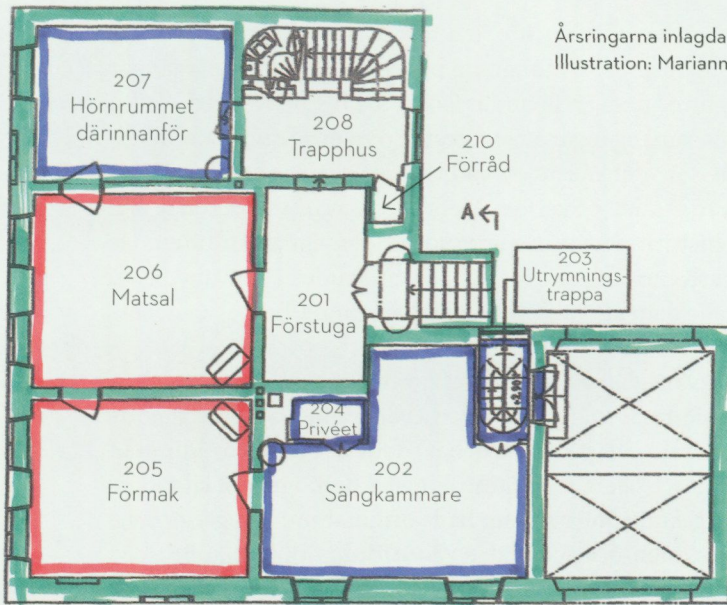 Årsringarna inlagda
Illustration: Mariann
207
Hörnrummet
därinnanför
208
Trapphus
210
Förråd
A
206
Matsal
201
Förstuga
203
Utrymnings-
trappa
204
Privéet
205
Förmak
202
Sängkammare